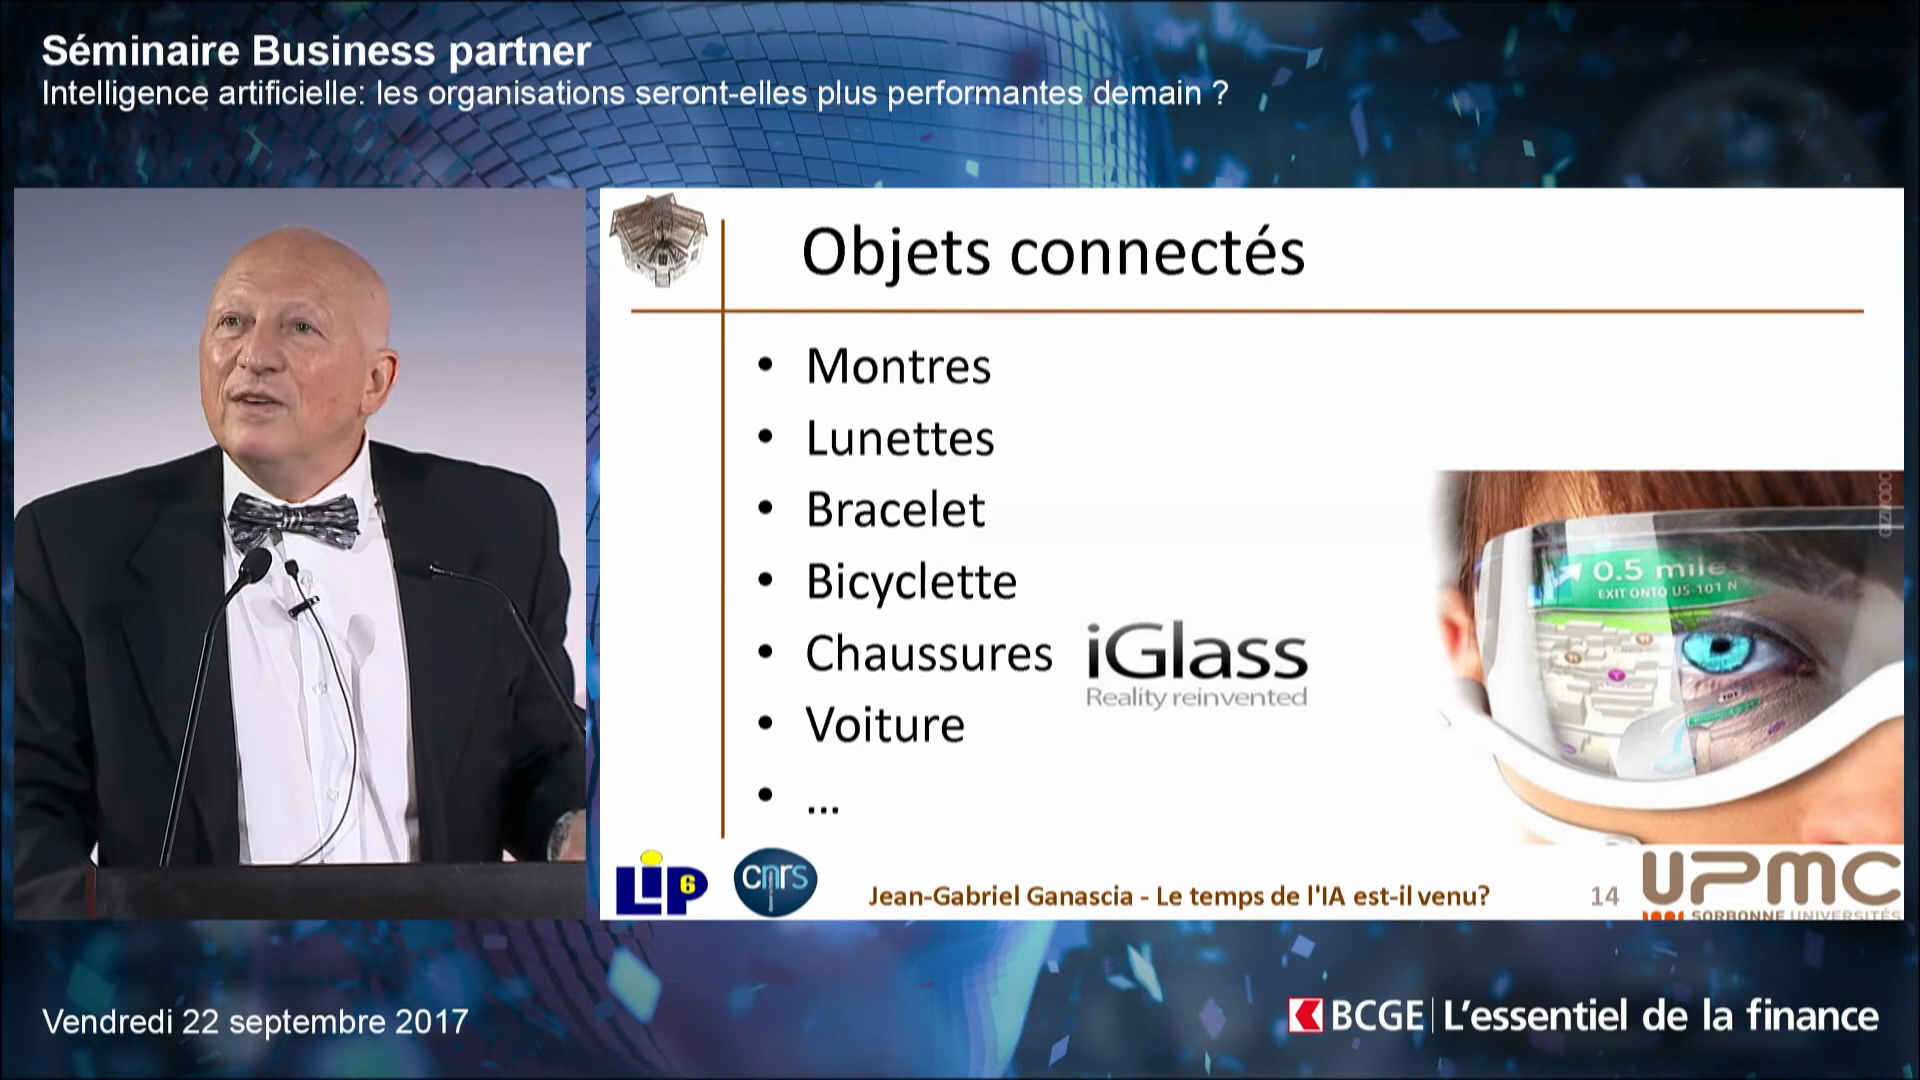 Séminaire Business partner
Intelligence artificielle: les organisations seront-elles plus performantes demain ?
Objets connectés
• Montres
• Lunettes
• Bracelet
• Bicyclette
• Chaussures
• Voiture
• ...
iGlass
Reality reinvented
GIZMODO
0.5 mile
EXIT ONTO US-101 N
LIP6
cnrs
Jean-Gabriel Ganascia - Le temps de l'IA est-il venu?
14
UPMC
SORBONNE UNIVERSITÉS
Vendredi 22 septembre 2017
BCGE | L'essentiel de la finance